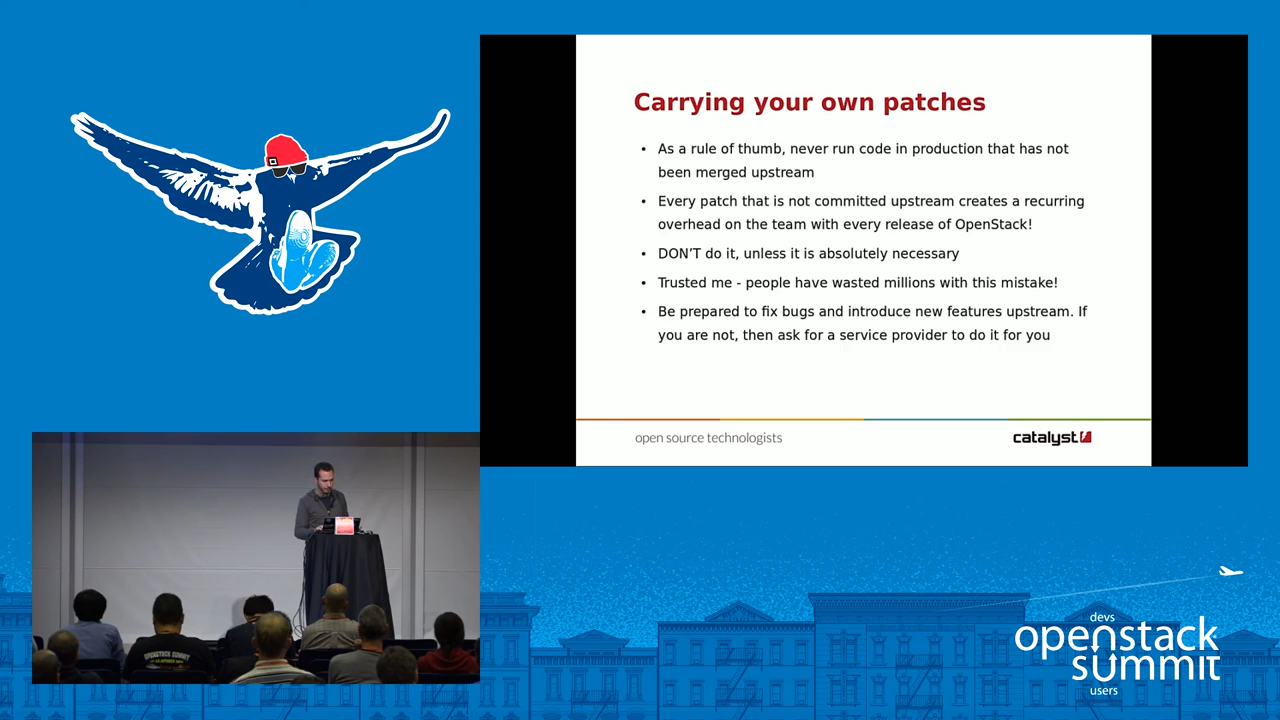 Carrying your own patches
• As a rule of thumb, never run code in production that has not
been merged upstream
• Every patch that is not committed upstream creates a recurring
overhead on the team with every release of OpenStack!
• DON’T do it, unless it is absolutely necessary
• Trusted me - people have wasted millions with this mistake!
• Be prepared to fix bugs and introduce new features upstream. If
you are not, then ask for a service provider to do it for you
open source technologists
catalyst
OPENSTACK SUMMIT
devs
openstack
summit
users